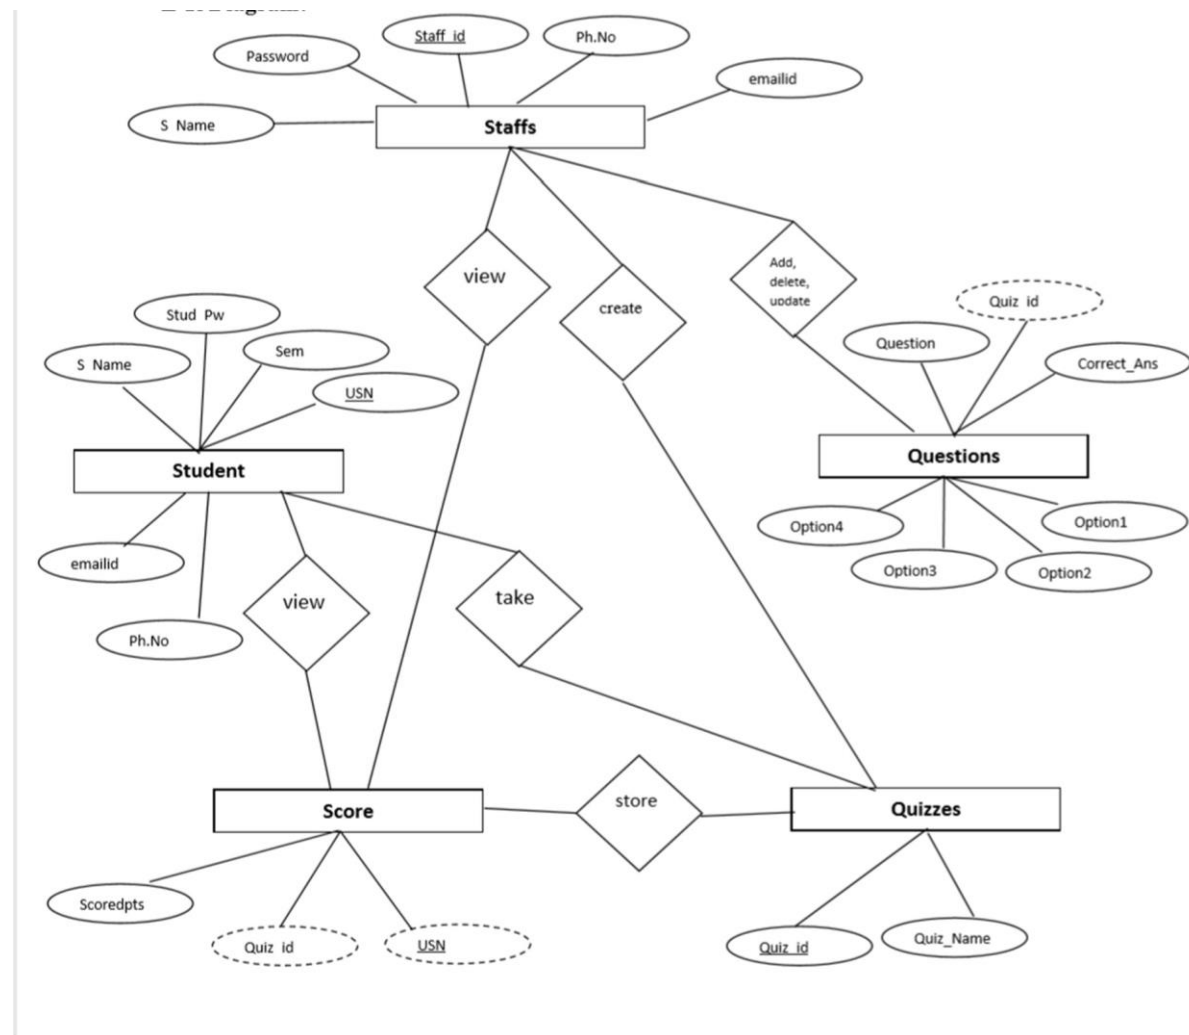 Staff_id
Ph.No
Password
emailid
S_Name
Staffs
view
create
Add,
delete,
update
Quiz_id
Question
Correct_Ans
Stud_Pw
S_Name
Sem
USN
Student
Questions
Option4
Option1
Option3
Option2
emailid
Ph.No
view
take
Score
store
Quizzes
Scoredpts
Quiz_id
USN
Quiz_id
Quiz_Name